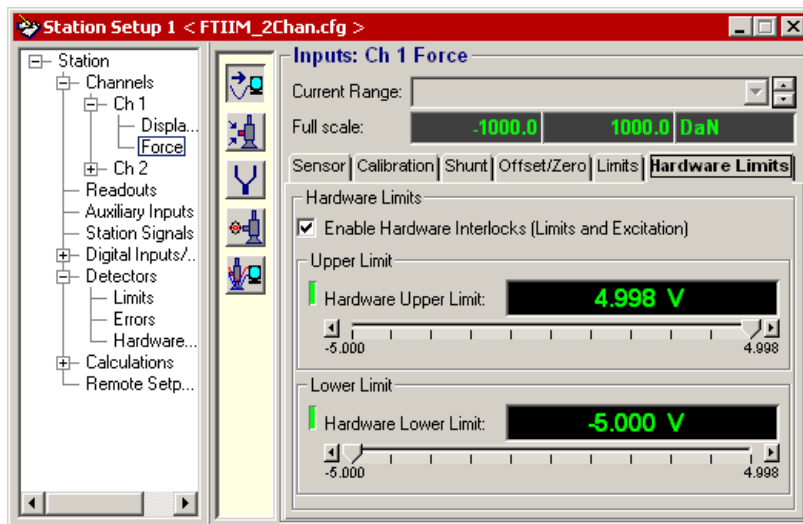 Station Setup 1 < FTIIM_2Chan.cfg >
Station
Channels
Ch 1
Displa...
Force
Ch 2
Readouts
Auxiliary Inputs
Station Signals
Digital Inputs/..
Detectors
Limits
Errors
Hardware...
Calculations
Remote Setp...
Inputs: Ch 1 Force
Current Range:
Full scale: -1000.0 1000.0 DaN
Sensor Calibration Shunt Offset/Zero Limits Hardware Limits
Hardware Limits
Enable Hardware Interlocks (Limits and Excitation)
Upper Limit
Hardware Upper Limit: 4.998 V
-5.000 4.998
Lower Limit
Hardware Lower Limit: -5.000 V
-5.000 4.998